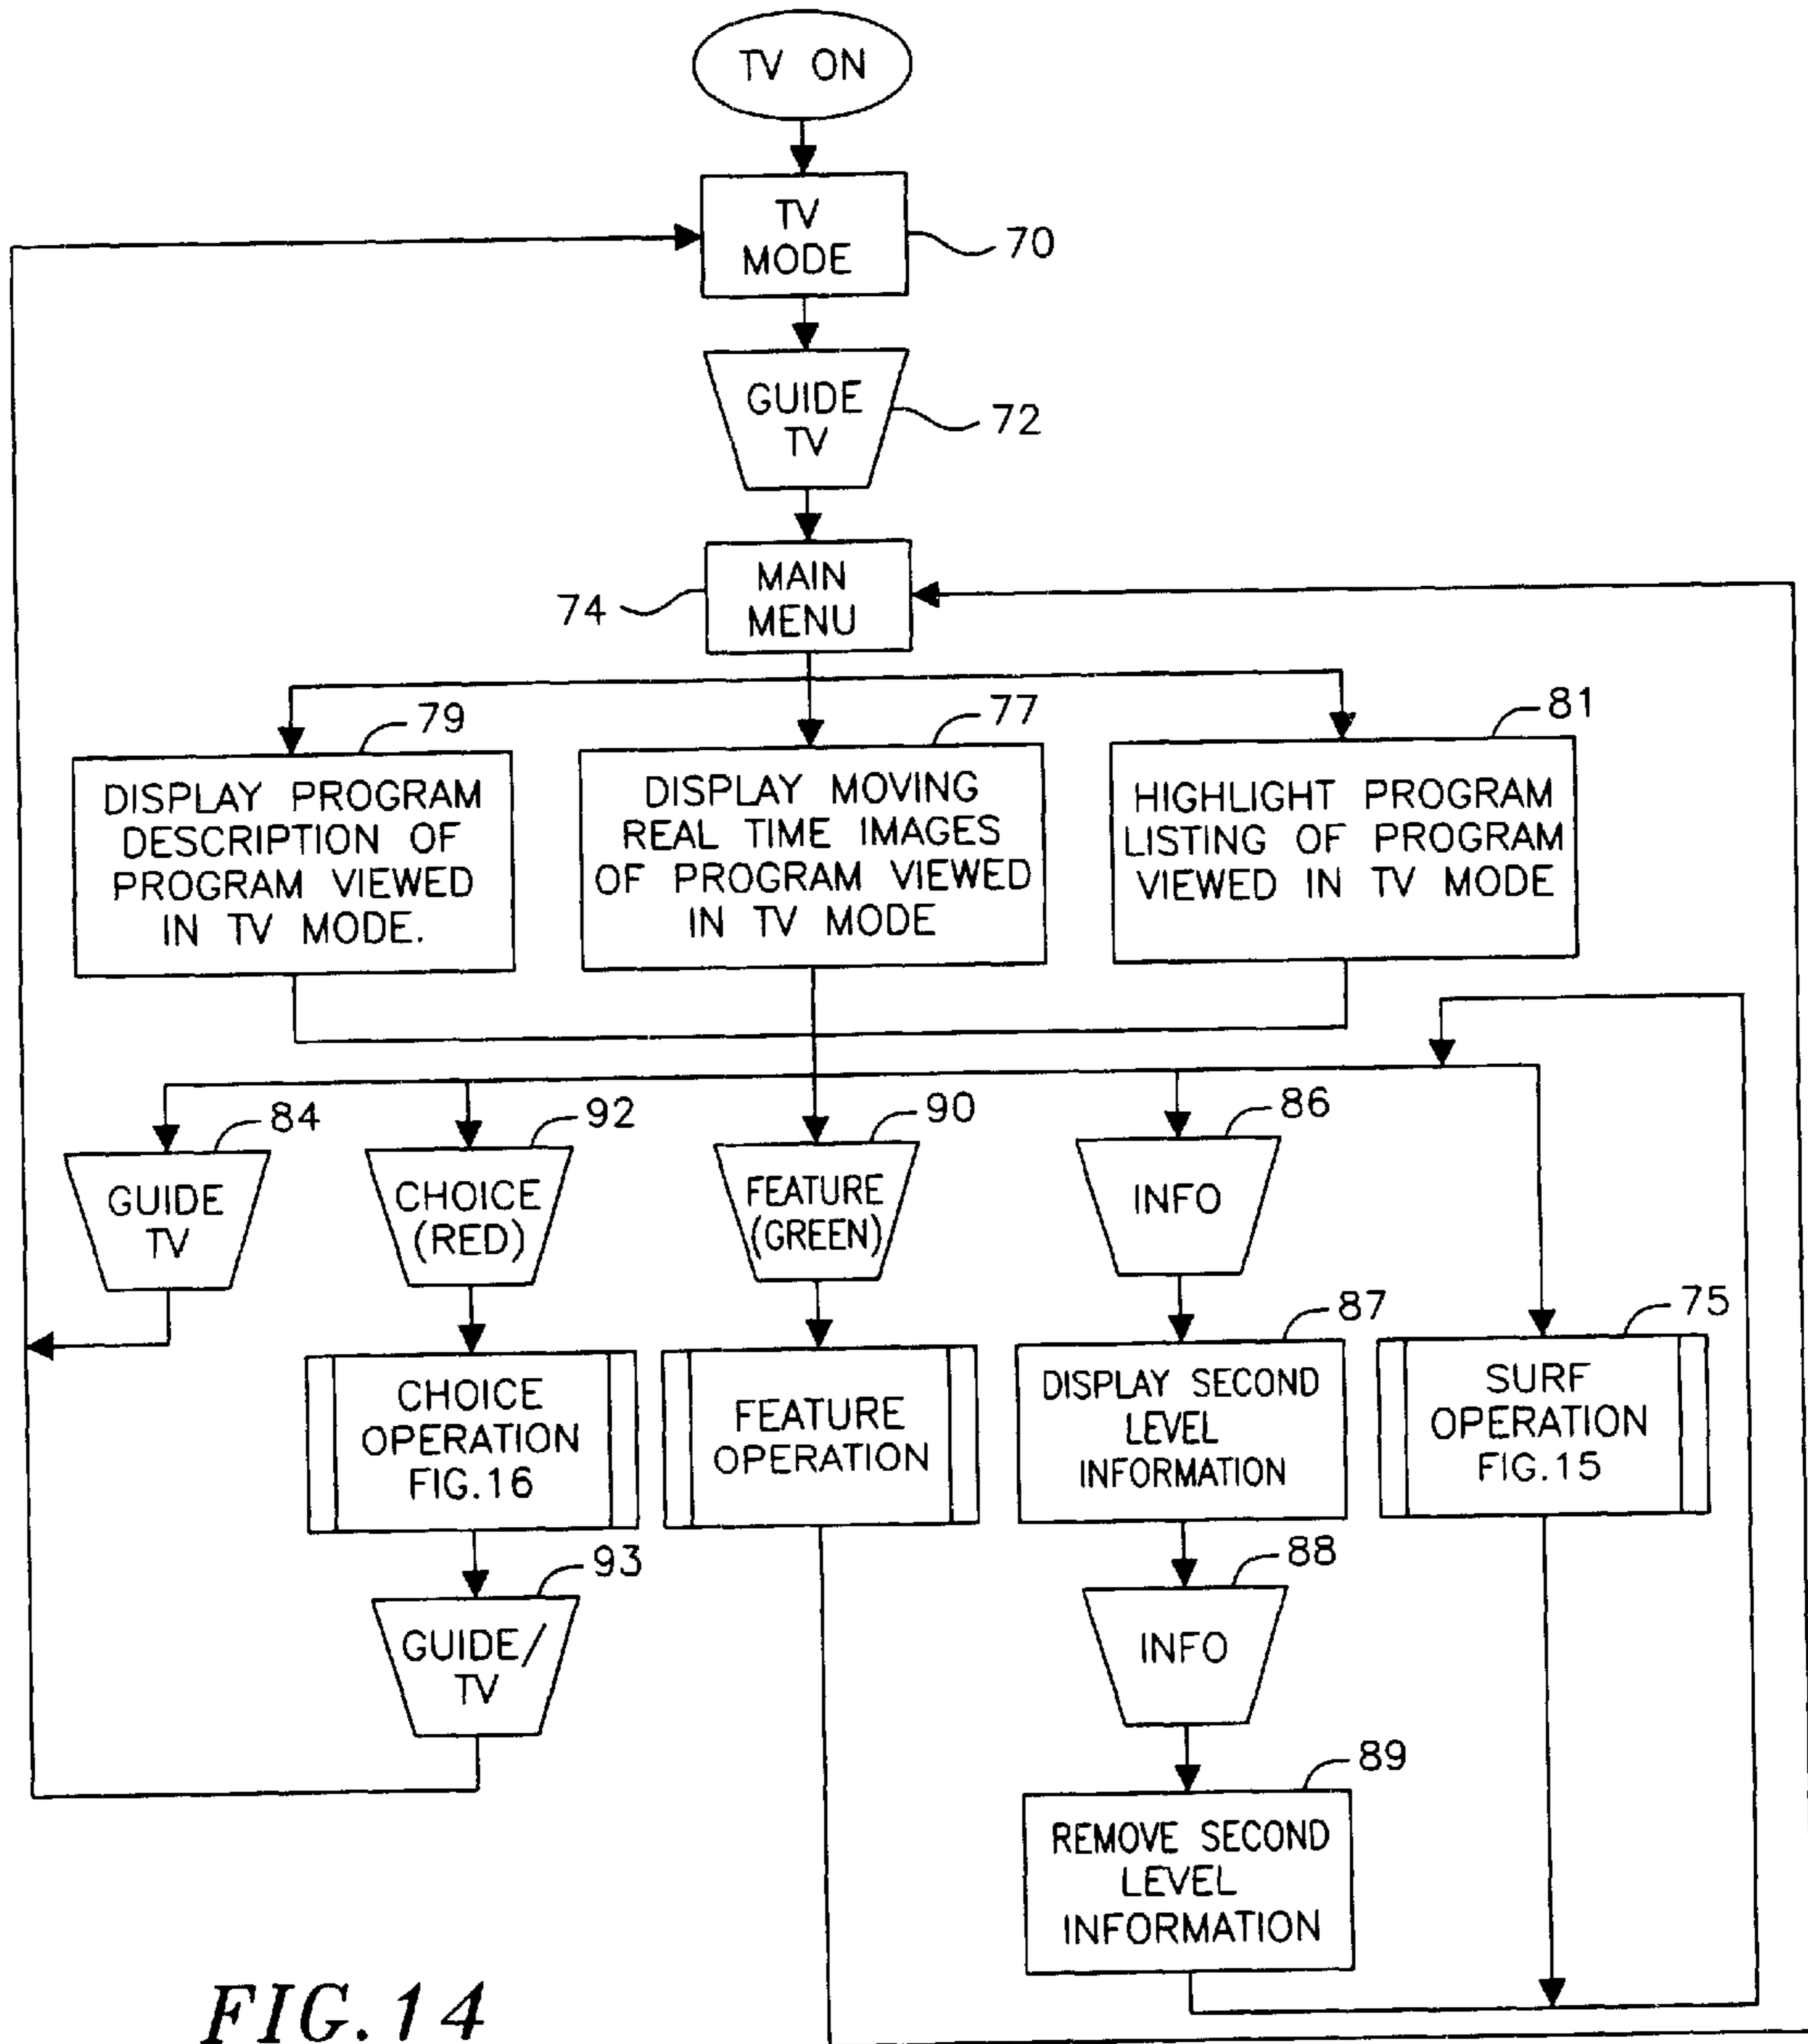 TV ON
TV
MODE
70
GUIDE
TV
72
MAIN
MENU
74
79
77
81
DISPLAY PROGRAM
DESCRIPTION OF
PROGRAM VIEWED
IN TV MODE.
DISPLAY MOVING
REAL TIME IMAGES
OF PROGRAM VIEWED
IN TV MODE
HIGHLIGHT PROGRAM
LISTING OF PROGRAM
VIEWED IN TV MODE
84
92
90
86
GUIDE
TV
CHOICE
(RED)
FEATURE
(GREEN)
INFO
87
75
CHOICE
OPERATION
FIG.16
FEATURE
OPERATION
DISPLAY SECOND
LEVEL
INFORMATION
SURF
OPERATION
FIG.15
93
88
GUIDE/
TV
INFO
89
REMOVE SECOND
LEVEL
INFORMATION
FIG.14